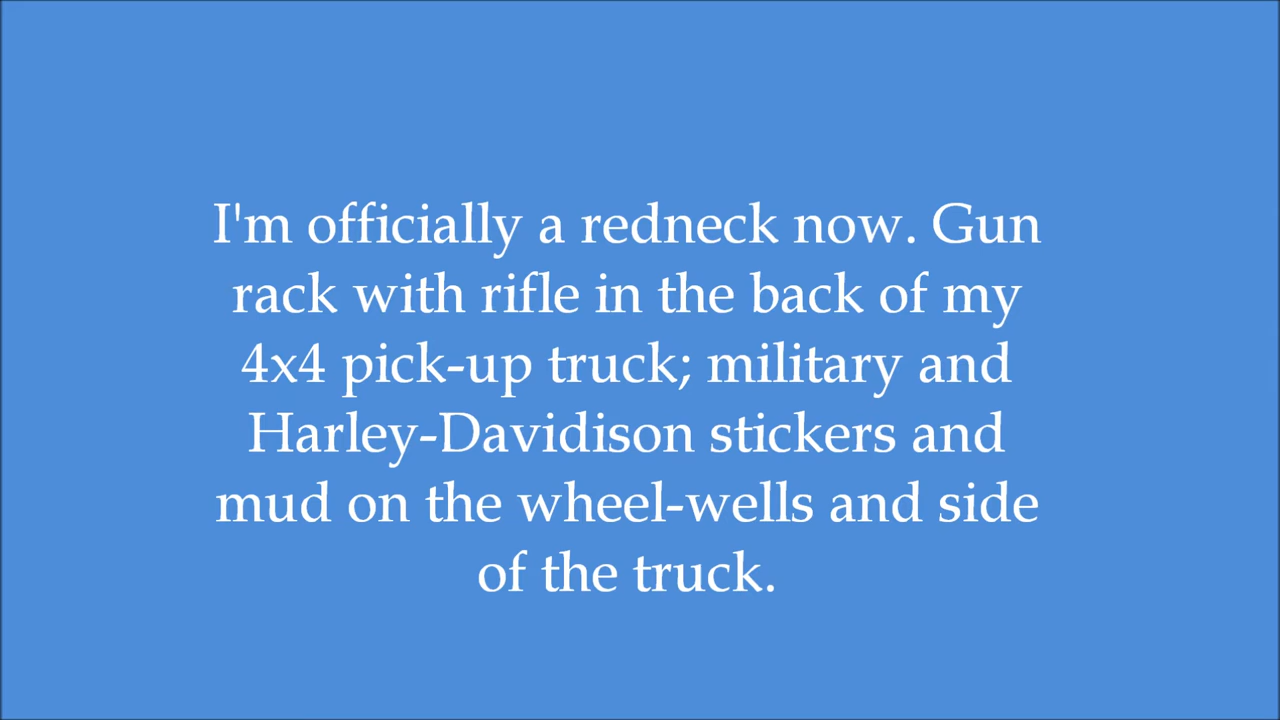 I'm officially a redneck now. Gun
rack with rifle in the back of my
4x4 pick-up truck; military and
Harley-Davidison stickers and
mud on the wheel-wells and side
of the truck.